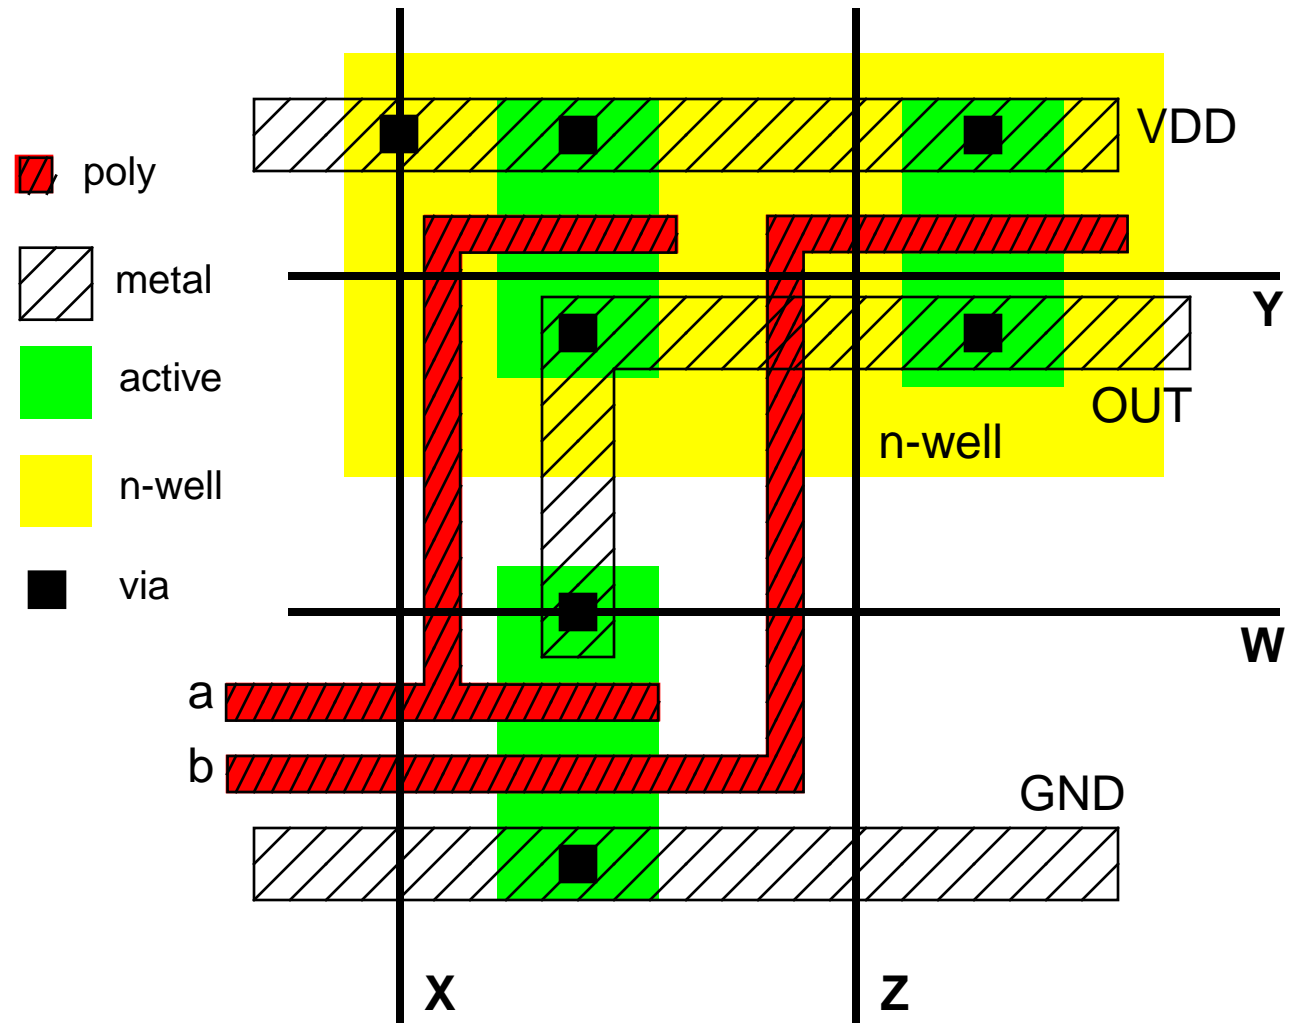 VDD
poly
metal
Y
active
OUT
n-well
n-well
via
W
a
b
GND
X
Z